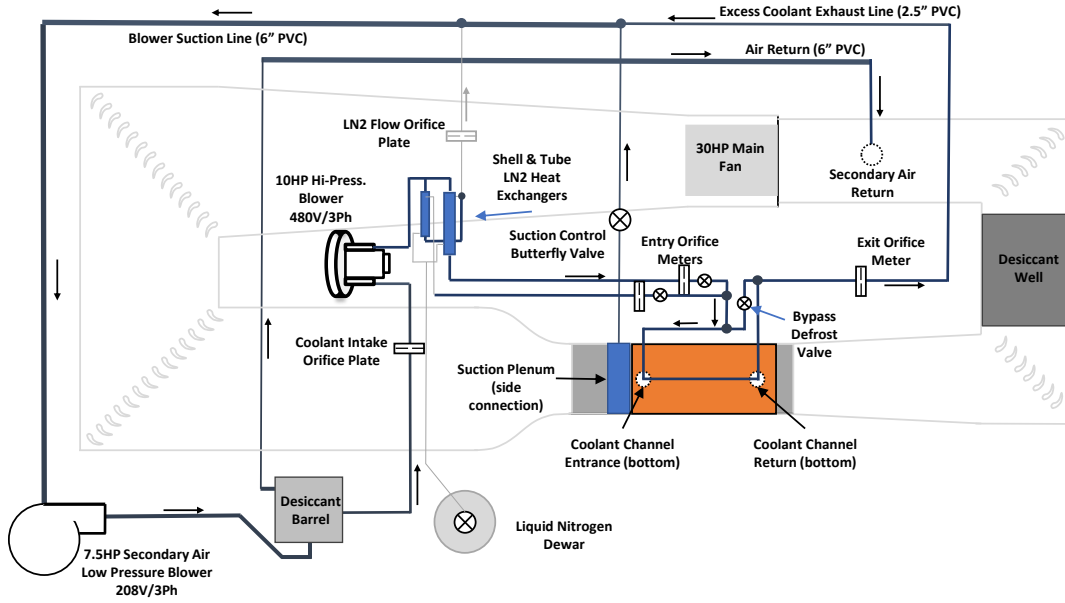 Excess Coolant Exhaust Line (2.5” PVC)
Blower Suction Line (6” PVC)
Air Return (6” PVC)
LN2 Flow Orifice
Plate
30HP Main
Fan
Shell & Tube
LN2 Heat
Exchangers
Secondary Air
Return
10HP Hi-Press.
Blower
480V/3Ph
Suction Control
Butterfly Valve
Entry Orifice
Meters
Exit Orifice
Meter
Desiccant
Well
Bypass
Defrost
Valve
Coolant Intake
Orifice Plate
Suction Plenum
(side
connection)
Coolant Channel
Entrance (bottom)
Coolant Channel
Return (bottom)
Desiccant
Barrel
Liquid Nitrogen
Dewar
7.5HP Secondary Air
Low Pressure Blower
208V/3Ph